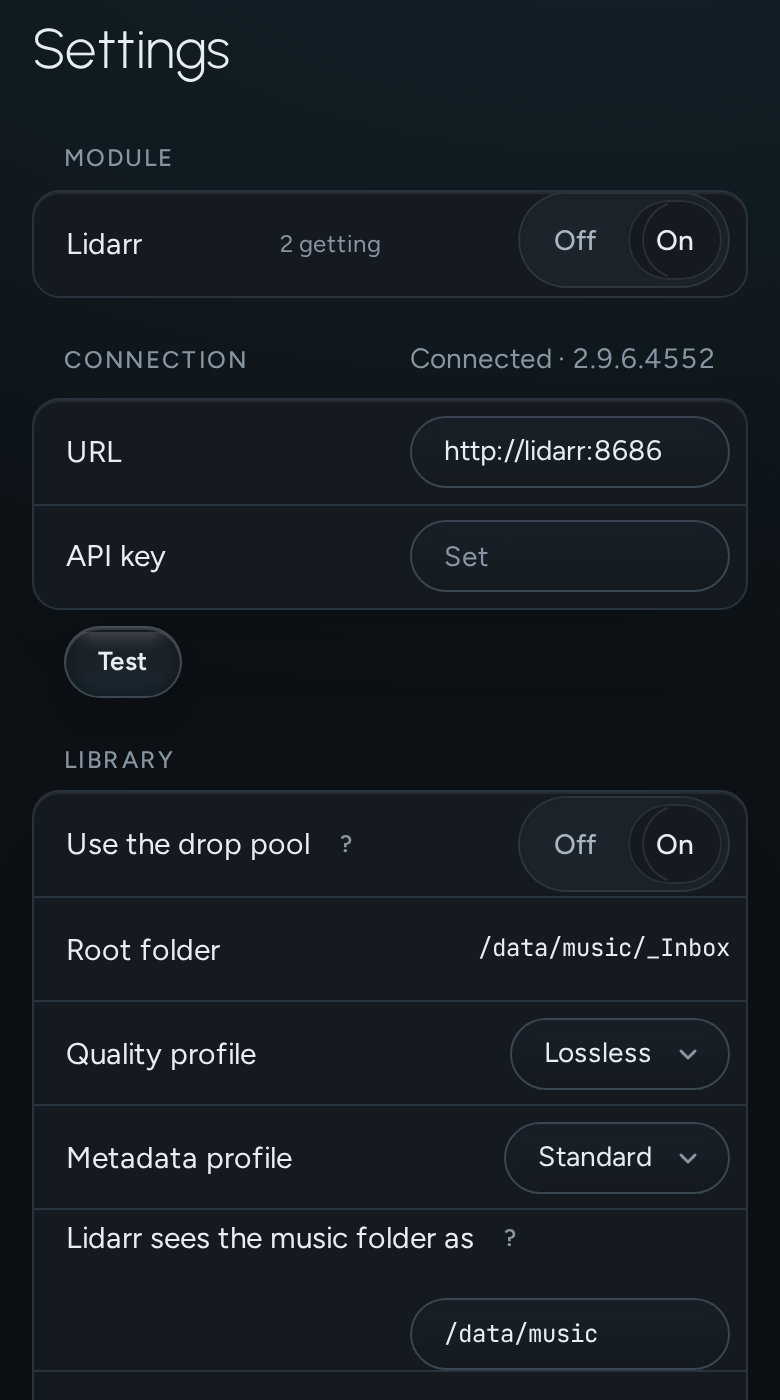 Settings
MODULE
Lidarr 2 getting Off On
CONNECTION Connected · 2.9.6.4552
URL http://lidarr:8686
API key Set
Test
LIBRARY
Use the drop pool ? Off On
Root folder /data/music/_Inbox
Quality profile Lossless
Metadata profile Standard
Lidarr sees the music folder as ?
/data/music